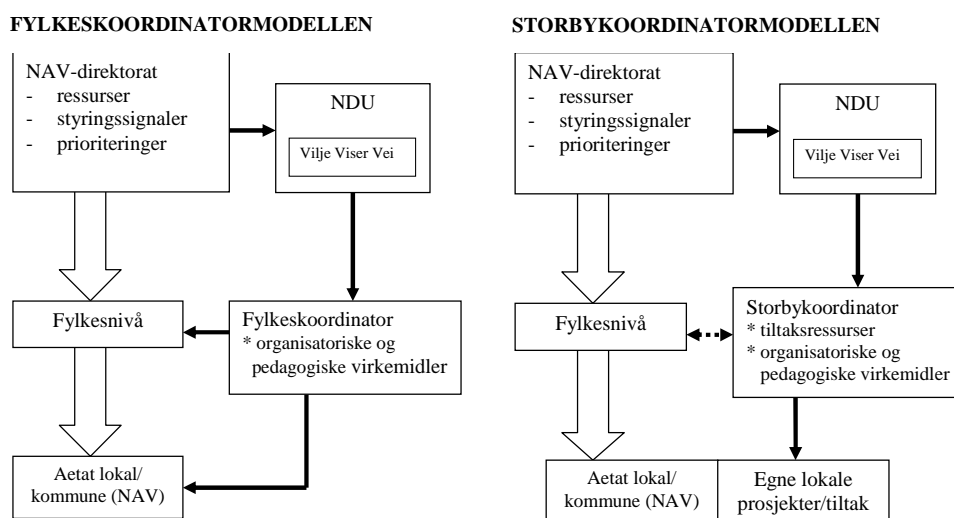 FYLKESKOORDINATORMODELLEN
NAV-direktorat
- ressurser
- styringssignaler
- prioriteringer
NDU
Vilje Viser Vei
Fylkesnivå
Fylkeskoordinator
* organisatoriske og
pedagogiske virkemidler
Aetat lokal/
kommune (NAV)
STORBYKOORDINATORMODELLEN
NAV-direktorat
- ressurser
- styringssignaler
- prioriteringer
NDU
Vilje Viser Vei
Fylkesnivå
Storbykoordinator
* tiltaksressurser
* organisatoriske og
pedagogiske virkemidler
Aetat lokal/
kommune (NAV)
Egne lokale
prosjekter/tiltak